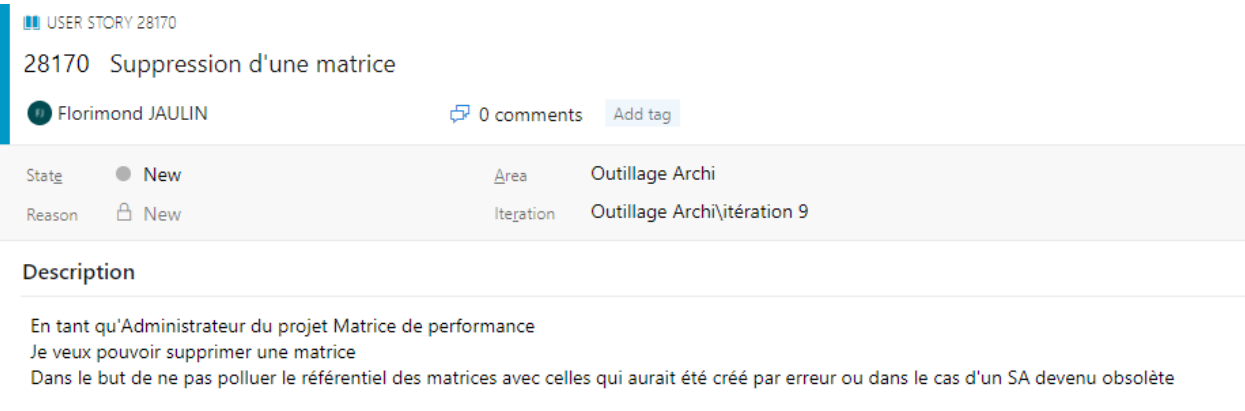 USER STORY 28170
28170 Suppression d'une matrice
Florimond JAULIN 0 comments Add tag
State New Area Outillage Archi
Reason New Iteration Outillage Archi\itération 9
Description
En tant qu'Administrateur du projet Matrice de performance
Je veux pouvoir supprimer une matrice
Dans le but de ne pas polluer le référentiel des matrices avec celles qui aurait été créé par erreur ou dans le cas d'un SA devenu obsolète